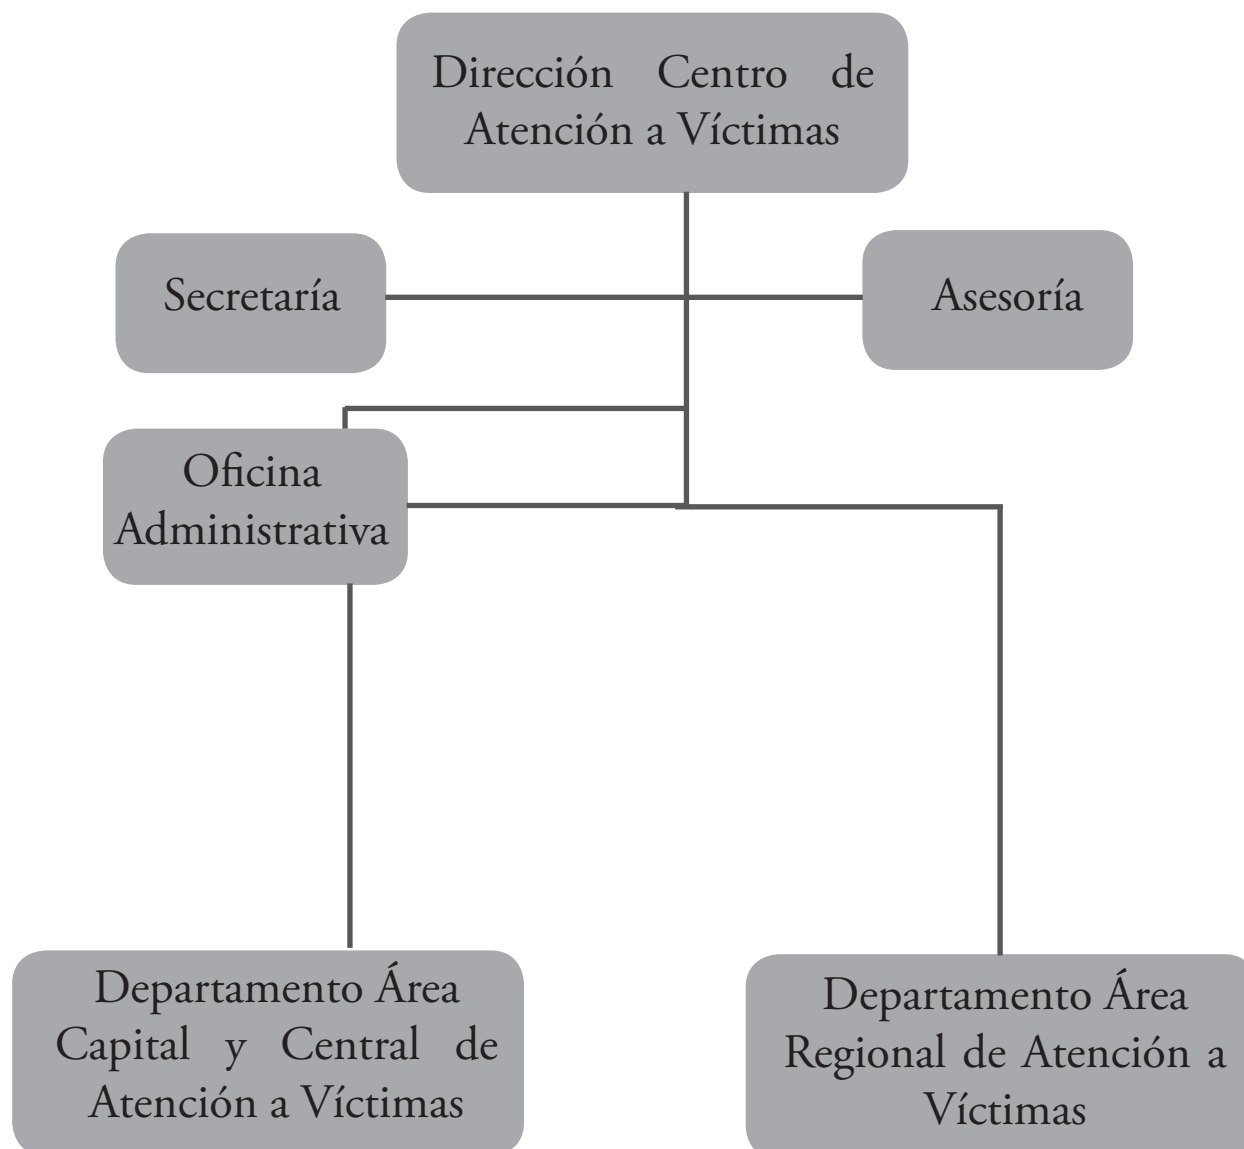 Dirección Centro de
Atención a Víctimas
Secretaría
Asesoría
Oficina
Administrativa
Departamento Área
Capital y Central de
Atención a Víctimas
Departamento Área
Regional de Atención a
Víctimas